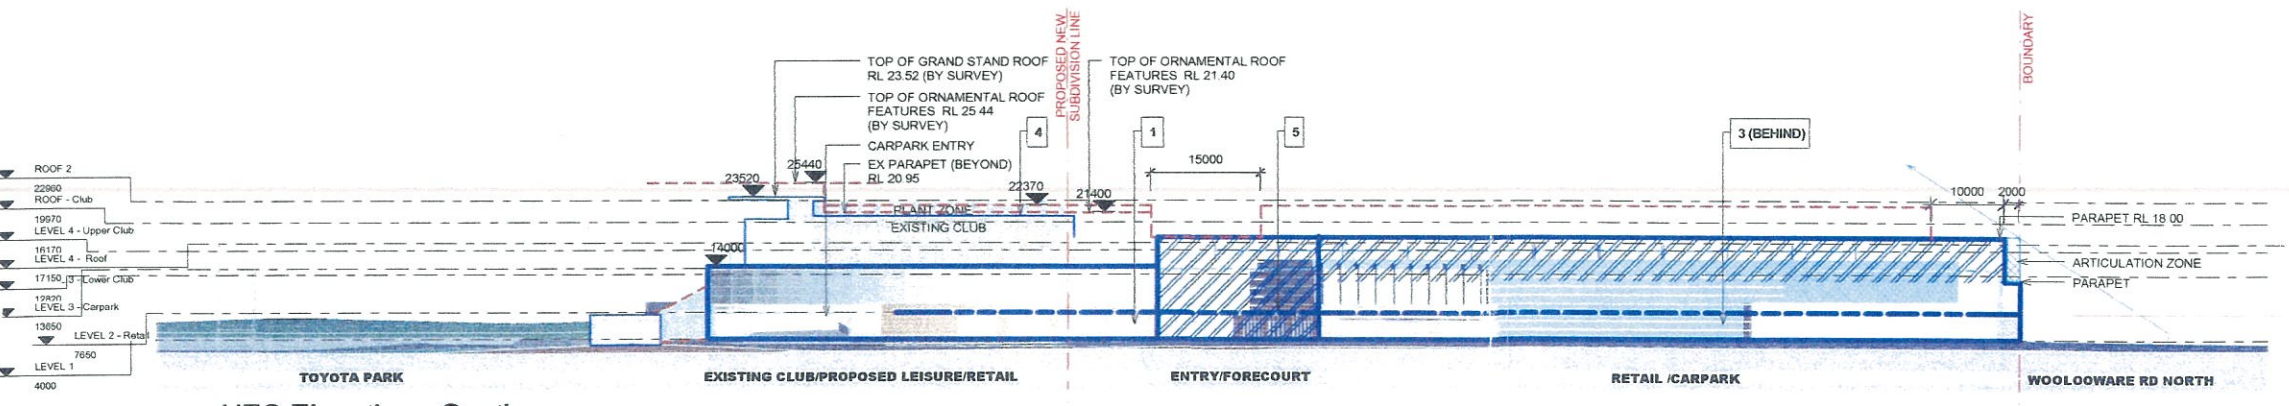 PROPOSED NEW
SUBDIVISION LINE
BOUNDARY
TOP OF GRAND STAND ROOF
RL 23.52 (BY SURVEY)
TOP OF ORNAMENTAL ROOF
FEATURES RL 25 44
(BY SURVEY)
CARPARK ENTRY
EX PARAPET (BEYOND)
RL 20 95
TOP OF ORNAMENTAL ROOF
FEATURES RL 21.40
(BY SURVEY)
4
1
5
3 (BEHIND)
15000
25440
23520
22370
21400
10000 2000
PLANT ZONE
EXISTING CLUB
14000
PARAPET RL 18 00
ARTICULATION ZONE
PARAPET
ROOF 2
22960
ROOF - Club
19970
LEVEL 4 - Upper Club
16170
LEVEL 4 - Roof
17150
3 - Lower Club
12820
LEVEL 3 - Carpark
13650
LEVEL 2 - Retail
7650
LEVEL 1
4000
TOYOTA PARK
EXISTING CLUB/PROPOSED LEISURE/RETAIL
ENTRY/FORECOURT
RETAIL /CARPARK
WOOLOOWARE RD NORTH